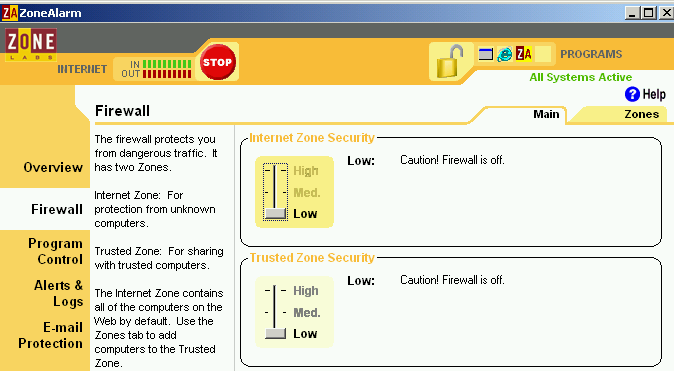 ZA ZoneAlarm
ZONE
LABS
INTERNET
IN
OUT
STOP
ZA
PROGRAMS
All Systems Active
? Help
Firewall
Main
Zones
Overview
Firewall
Program
Control
Alerts &
Logs
E-mail
Protection
The firewall protects you
from dangerous traffic. It
has two Zones.
Internet Zone: For
protection from unknown
computers.
Trusted Zone: For sharing
with trusted computers.
The Internet Zone contains
all of the computers on the
Web by default. Use the
Zones tab to add
computers to the Trusted
Zone.
Internet Zone Security
High
Med.
Low
Low: Caution! Firewall is off.
Trusted Zone Security
High
Med.
Low
Low: Caution! Firewall is off.